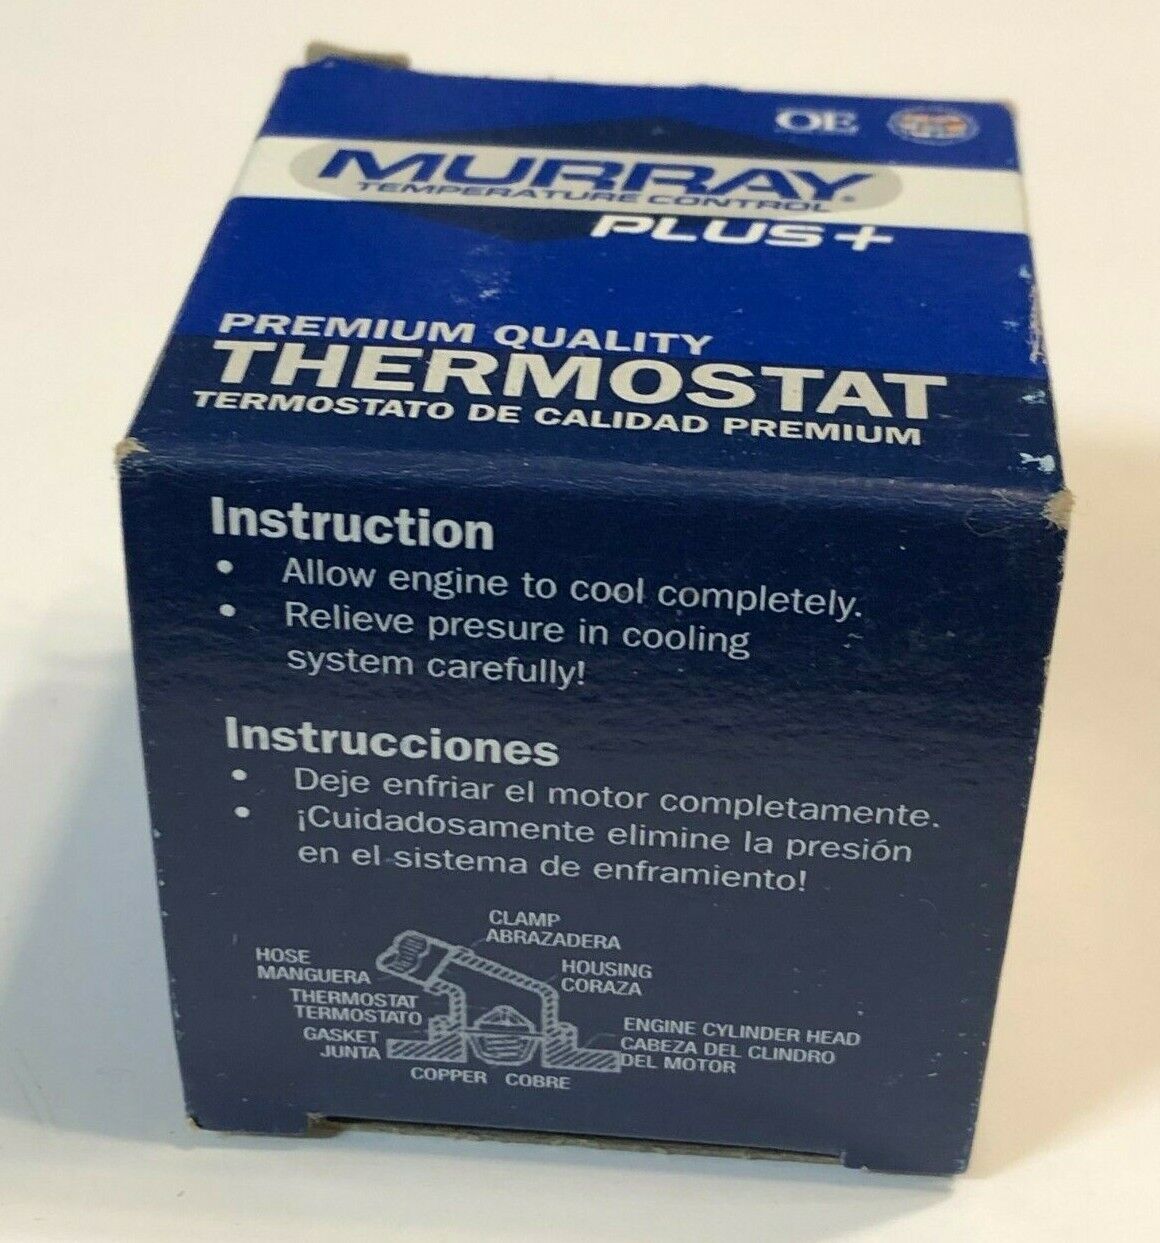 OE
MURRAY
TEMPERATURE CONTROL
PLUS+
PREMIUM QUALITY
THERMOSTAT
TERMOSTATO DE CALIDAD PREMIUM
Instruction
• Allow engine to cool completely.
• Relieve presure in cooling
system carefully!
Instrucciones
• Deje enfriar el motor completamente.
• ¡Cuidadosamente elimine la presión
en el sistema de enframiento!
CLAMP
ABRAZADERA
HOSE
MANGUERA
HOUSING
CORAZA
THERMOSTAT
TERMOSTATO
GASKET
JUNTA
ENGINE CYLINDER HEAD
CABEZA DEL CLINDRO
DEL MOTOR
COPPER COBRE